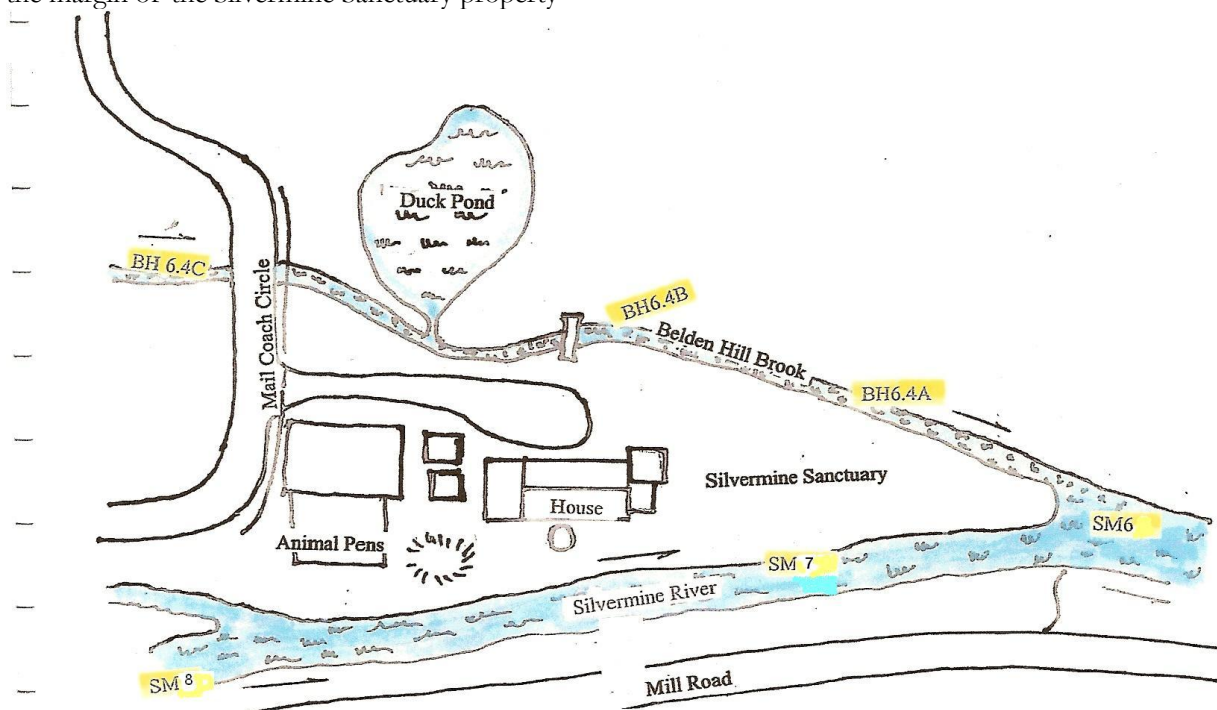 the margin of the Silvermine Sanctuary property
Duck Pond
BH 6.4C
Mail Coach Circle
BH6.4B
Belden Hill Brook
BH6.4A
Silvermine Sanctuary
House
SM6
Animal Pens
SM 7
Silvermine River
SM 8
Mill Road